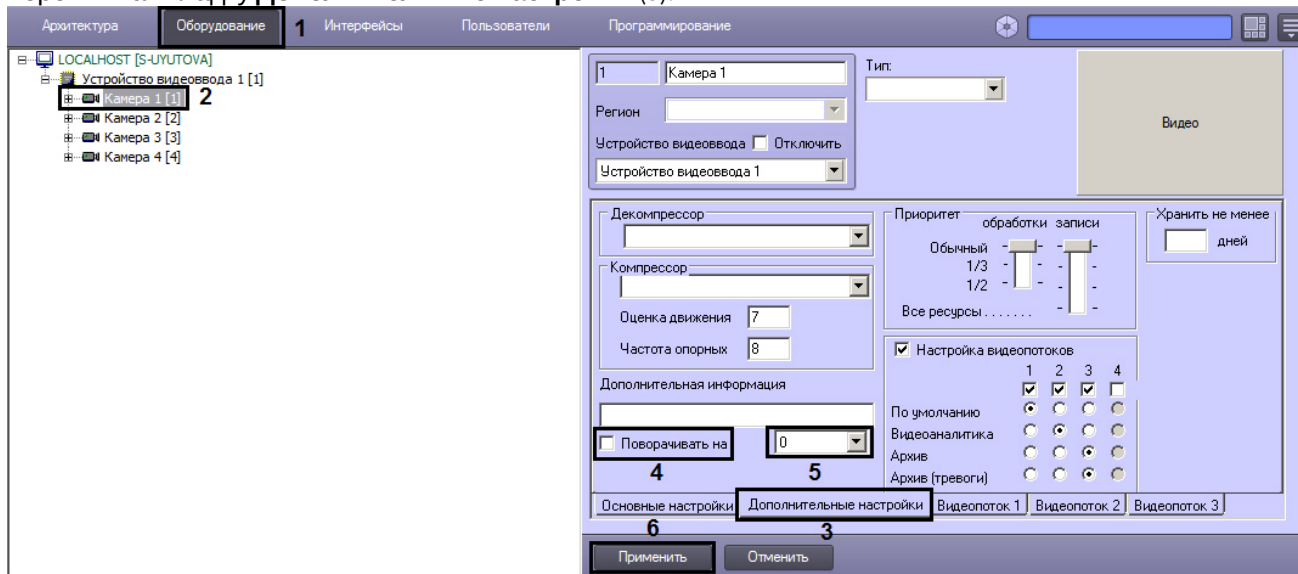 Архитектура Оборудование 1 Интерфейсы Пользователи Программирование
LOCALHOST [S-UYUTOVA]
Устройство видеоввода 1 [1]
Камера 1 [1] 2
Камера 2 [2]
Камера 3 [3]
Камера 4 [4]
1 Камера 1
Тип:
Регион
Видео
Устройство видеоввода Отключить
Устройство видеоввода 1
Декомпрессор
Компрессор
Оценка движения 7
Частота опорных 8
Дополнительная информация
Поворачивать на 0
4 5
Приоритет обработки записи
Обычный
1/3
1/2
Все ресурсы . . . . . . .
Хранить не менее
дней
Настройка видеопотоков
1 2 3 4
По умолчанию
Видеоаналитика
Архив
Архив (тревоги)
Основные настройки Дополнительные настройки Видеопоток 1 Видеопоток 2 Видеопоток 3
6 3
Применить Отменить